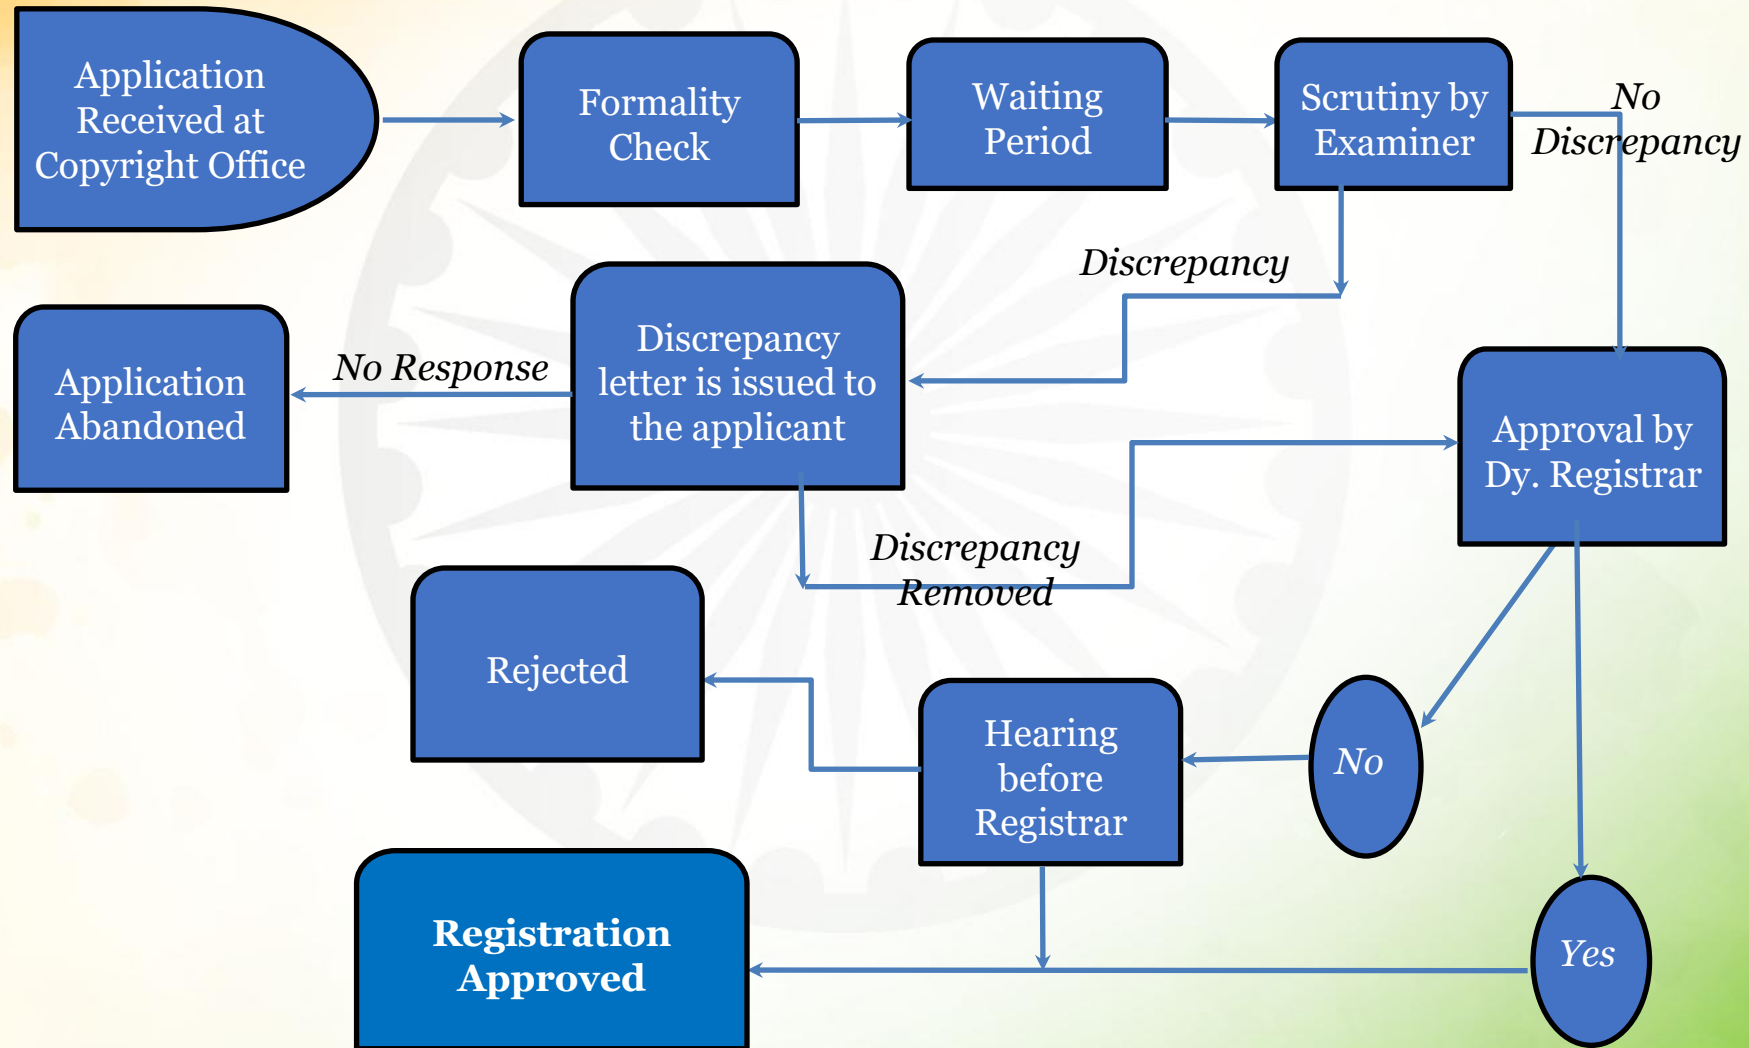 Application
Received at
Copyright Office
Formality
Check
Waiting
Period
Scrutiny by
Examiner
No
Discrepancy
Discrepancy
Discrepancy
letter is issued to
the applicant
No Response
Application
Abandoned
Approval by
Dy. Registrar
Discrepancy
Removed
Rejected
Hearing
before
Registrar
No
Registration
Approved
Yes